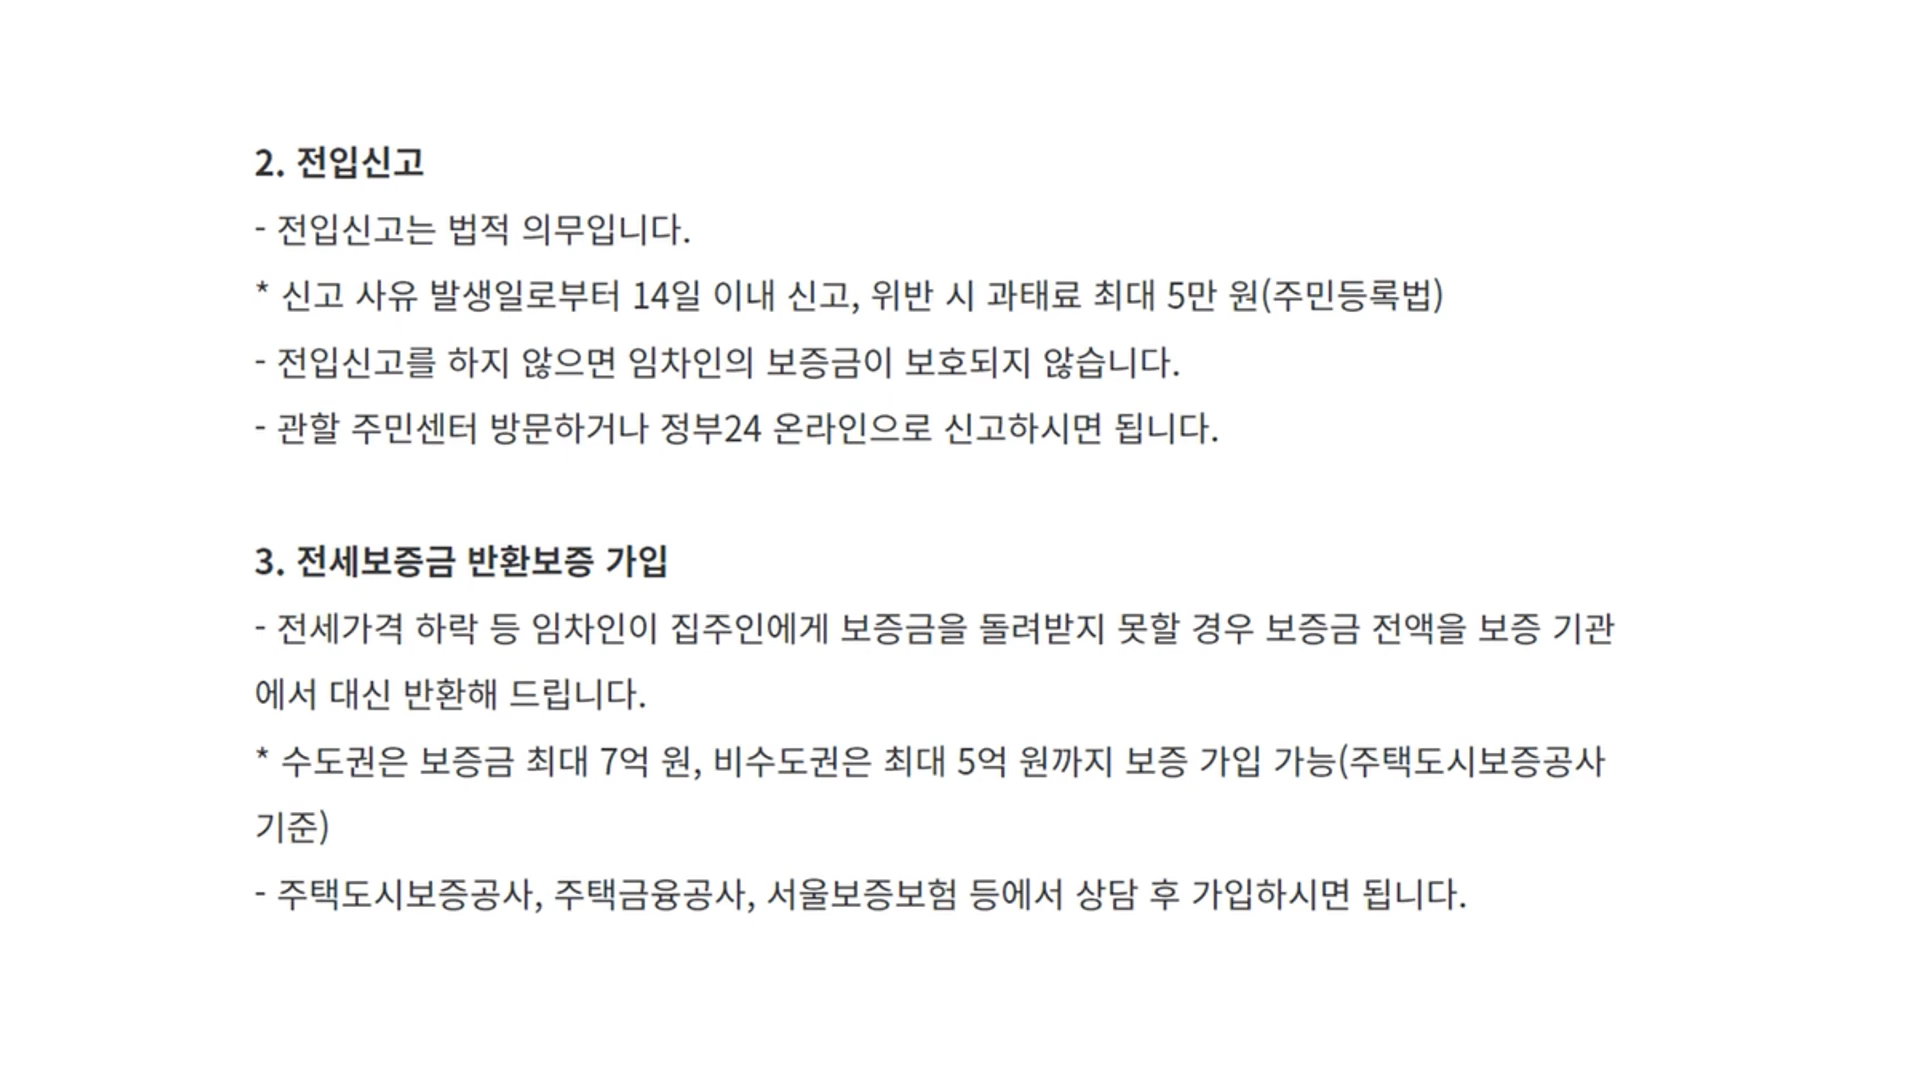 2. 전입신고
- 전입신고는 법적 의무입니다.
* 신고 사유 발생일로부터 14일 이내 신고, 위반 시 과태료 최대 5만 원(주민등록법)
- 전입신고를 하지 않으면 임차인의 보증금이 보호되지 않습니다.
- 관할 주민센터 방문하거나 정부24 온라인으로 신고하시면 됩니다.
3. 전세보증금 반환보증 가입
- 전세가격 하락 등 임차인이 집주인에게 보증금을 돌려받지 못할 경우 보증금 전액을 보증 기관
에서 대신 반환해 드립니다.
* 수도권은 보증금 최대 7억 원, 비수도권은 최대 5억 원까지 보증 가입 가능(주택도시보증공사
기준)
- 주택도시보증공사, 주택금융공사, 서울보증보험 등에서 상담 후 가입하시면 됩니다.